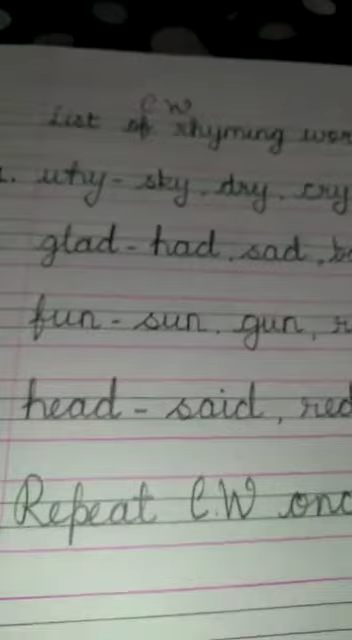 C W
List of rhyming wor
1. why - sky, dry, cry
glad - had, sad, b
fun - sun, gun, r
head - said, red
Repeat C.W onc